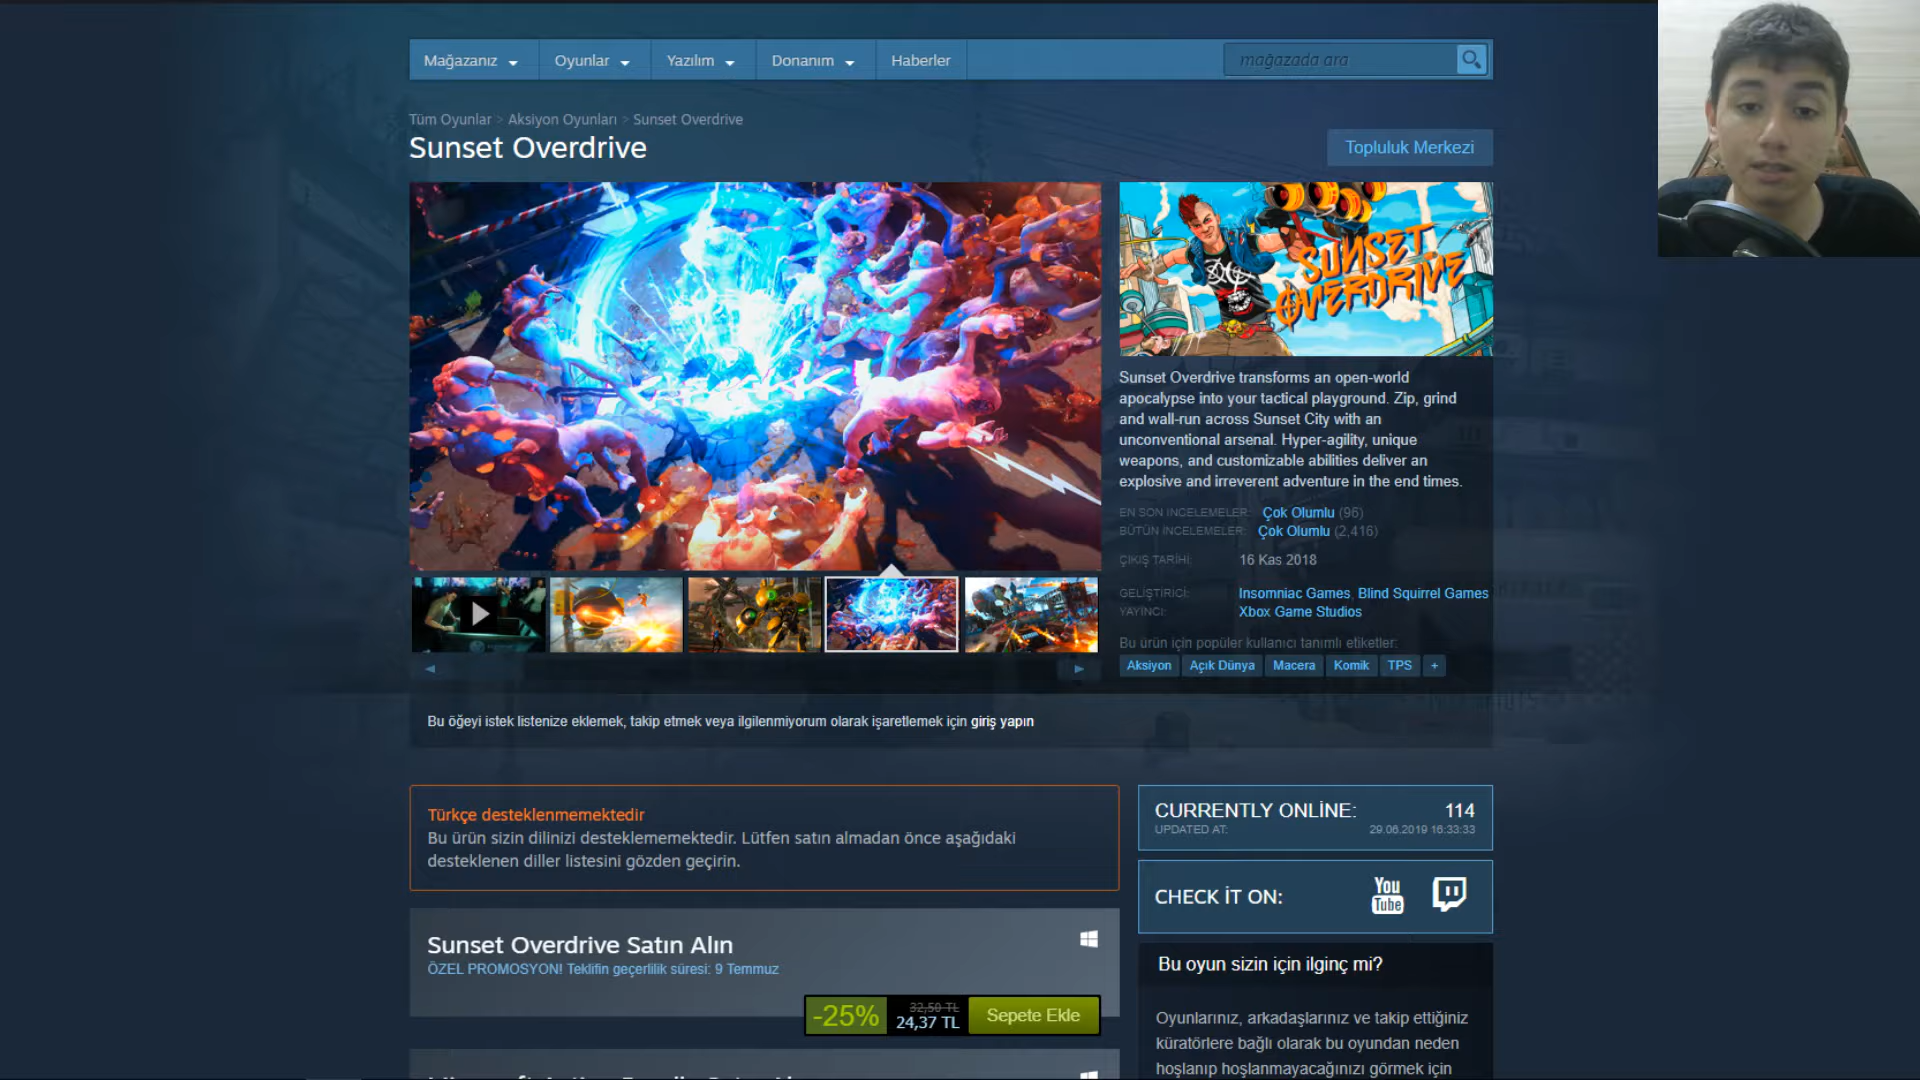 Mağazanız
Oyunlar
Yazılım
Donanım
Haberler
mağazada ara
Tüm Oyunlar > Aksiyon Oyunları > Sunset Overdrive
Sunset Overdrive
Topluluk Merkezi
SUNSET
OVERDRIVE
Sunset Overdrive transforms an open-world
apocalypse into your tactical playground. Zip, grind
and wall-run across Sunset City with an
unconventional arsenal. Hyper-agility, unique
weapons, and customizable abilities deliver an
explosive and irreverent adventure in the end times.
EN SON İNCELEMELER: Çok Olumlu (96)
BÜTÜN İNCELEMELER: Çok Olumlu (2,416)
ÇIKIŞ TARİHİ: 16 Kas 2018
GELİŞTİRİCİ: Insomniac Games, Blind Squirrel Games
YAYINCI: Xbox Game Studios
Bu ürün için popüler kullanıcı tanımlı etiketler:
Aksiyon Açık Dünya Macera Komik TPS +
Bu öğeyi istek listenize eklemek, takip etmek veya ilgilenmiyorum olarak işaretlemek için giriş yapın
Türkçe desteklenmemektedir
Bu ürün sizin dilinizi desteklememektedir. Lütfen satın almadan önce aşağıdaki
desteklenen diller listesini gözden geçirin.
CURRENTLY ONLİNE: 114
UPDATED AT: 29.06.2019 16:33:33
CHECK İT ON:
You
Tube
Sunset Overdrive Satın Alın
ÖZEL PROMOSYON! Teklifin geçerlilik süresi: 9 Temmuz
-25%
32,50 TL
24,37 TL
Sepete Ekle
Bu oyun sizin için ilginç mi?
Oyunlarınız, arkadaşlarınız ve takip ettiğiniz
küratörlere bağlı olarak bu oyundan neden
hoşlanıp hoşlanmayacağınızı görmek için